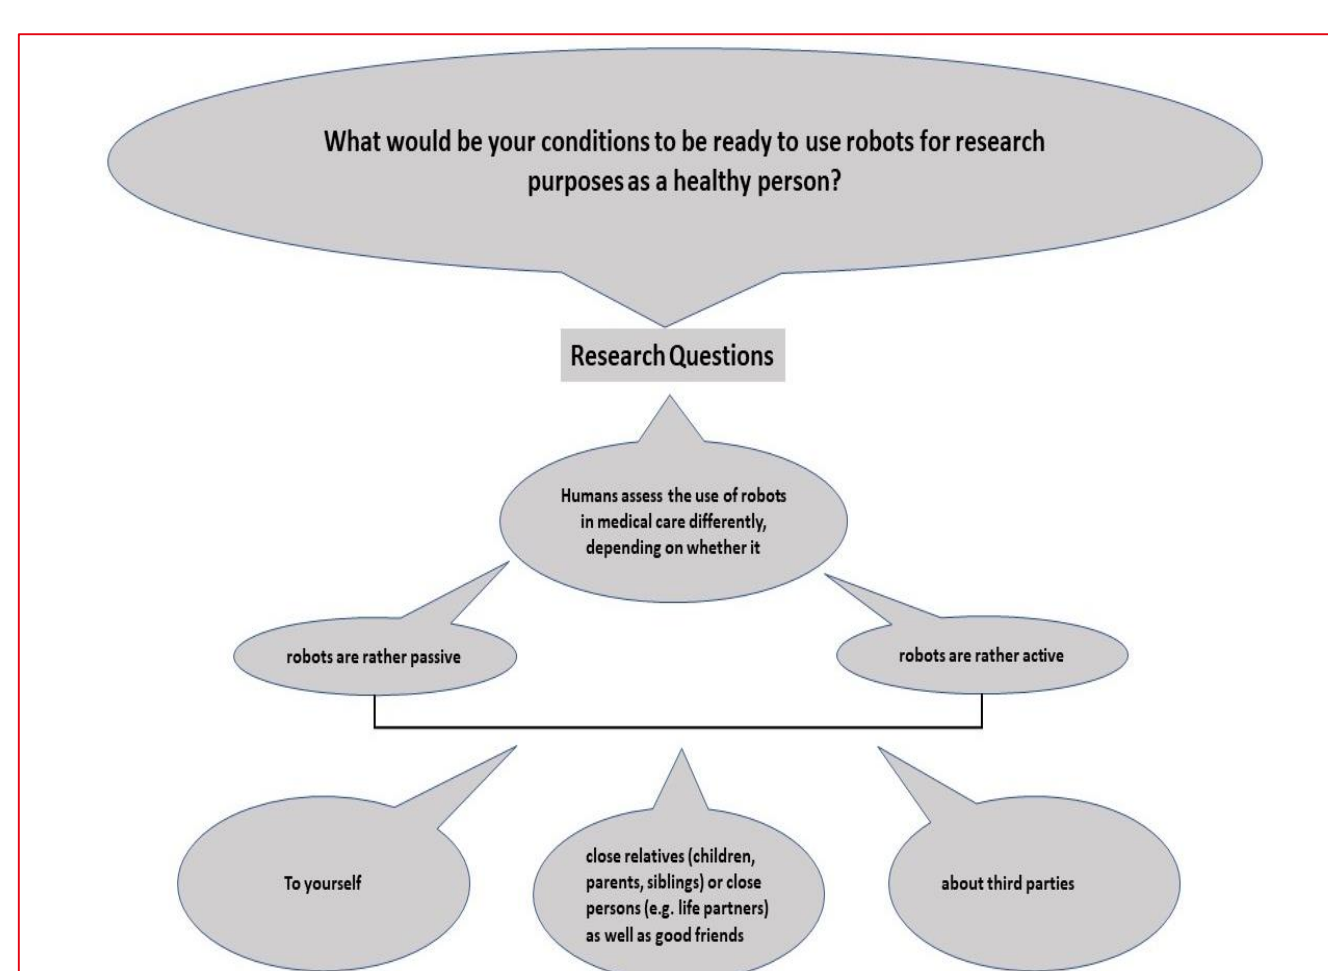 What would be your conditions to be ready to use robots for research
purposes as a healthy person?
Research Questions
Humans assess the use of robots
in medical care differently,
depending on whether it
robots are rather passive
robots are rather active
To yourself
close relatives (children,
parents, siblings) or close
persons (e.g. life partners)
as well as good friends
about third parties